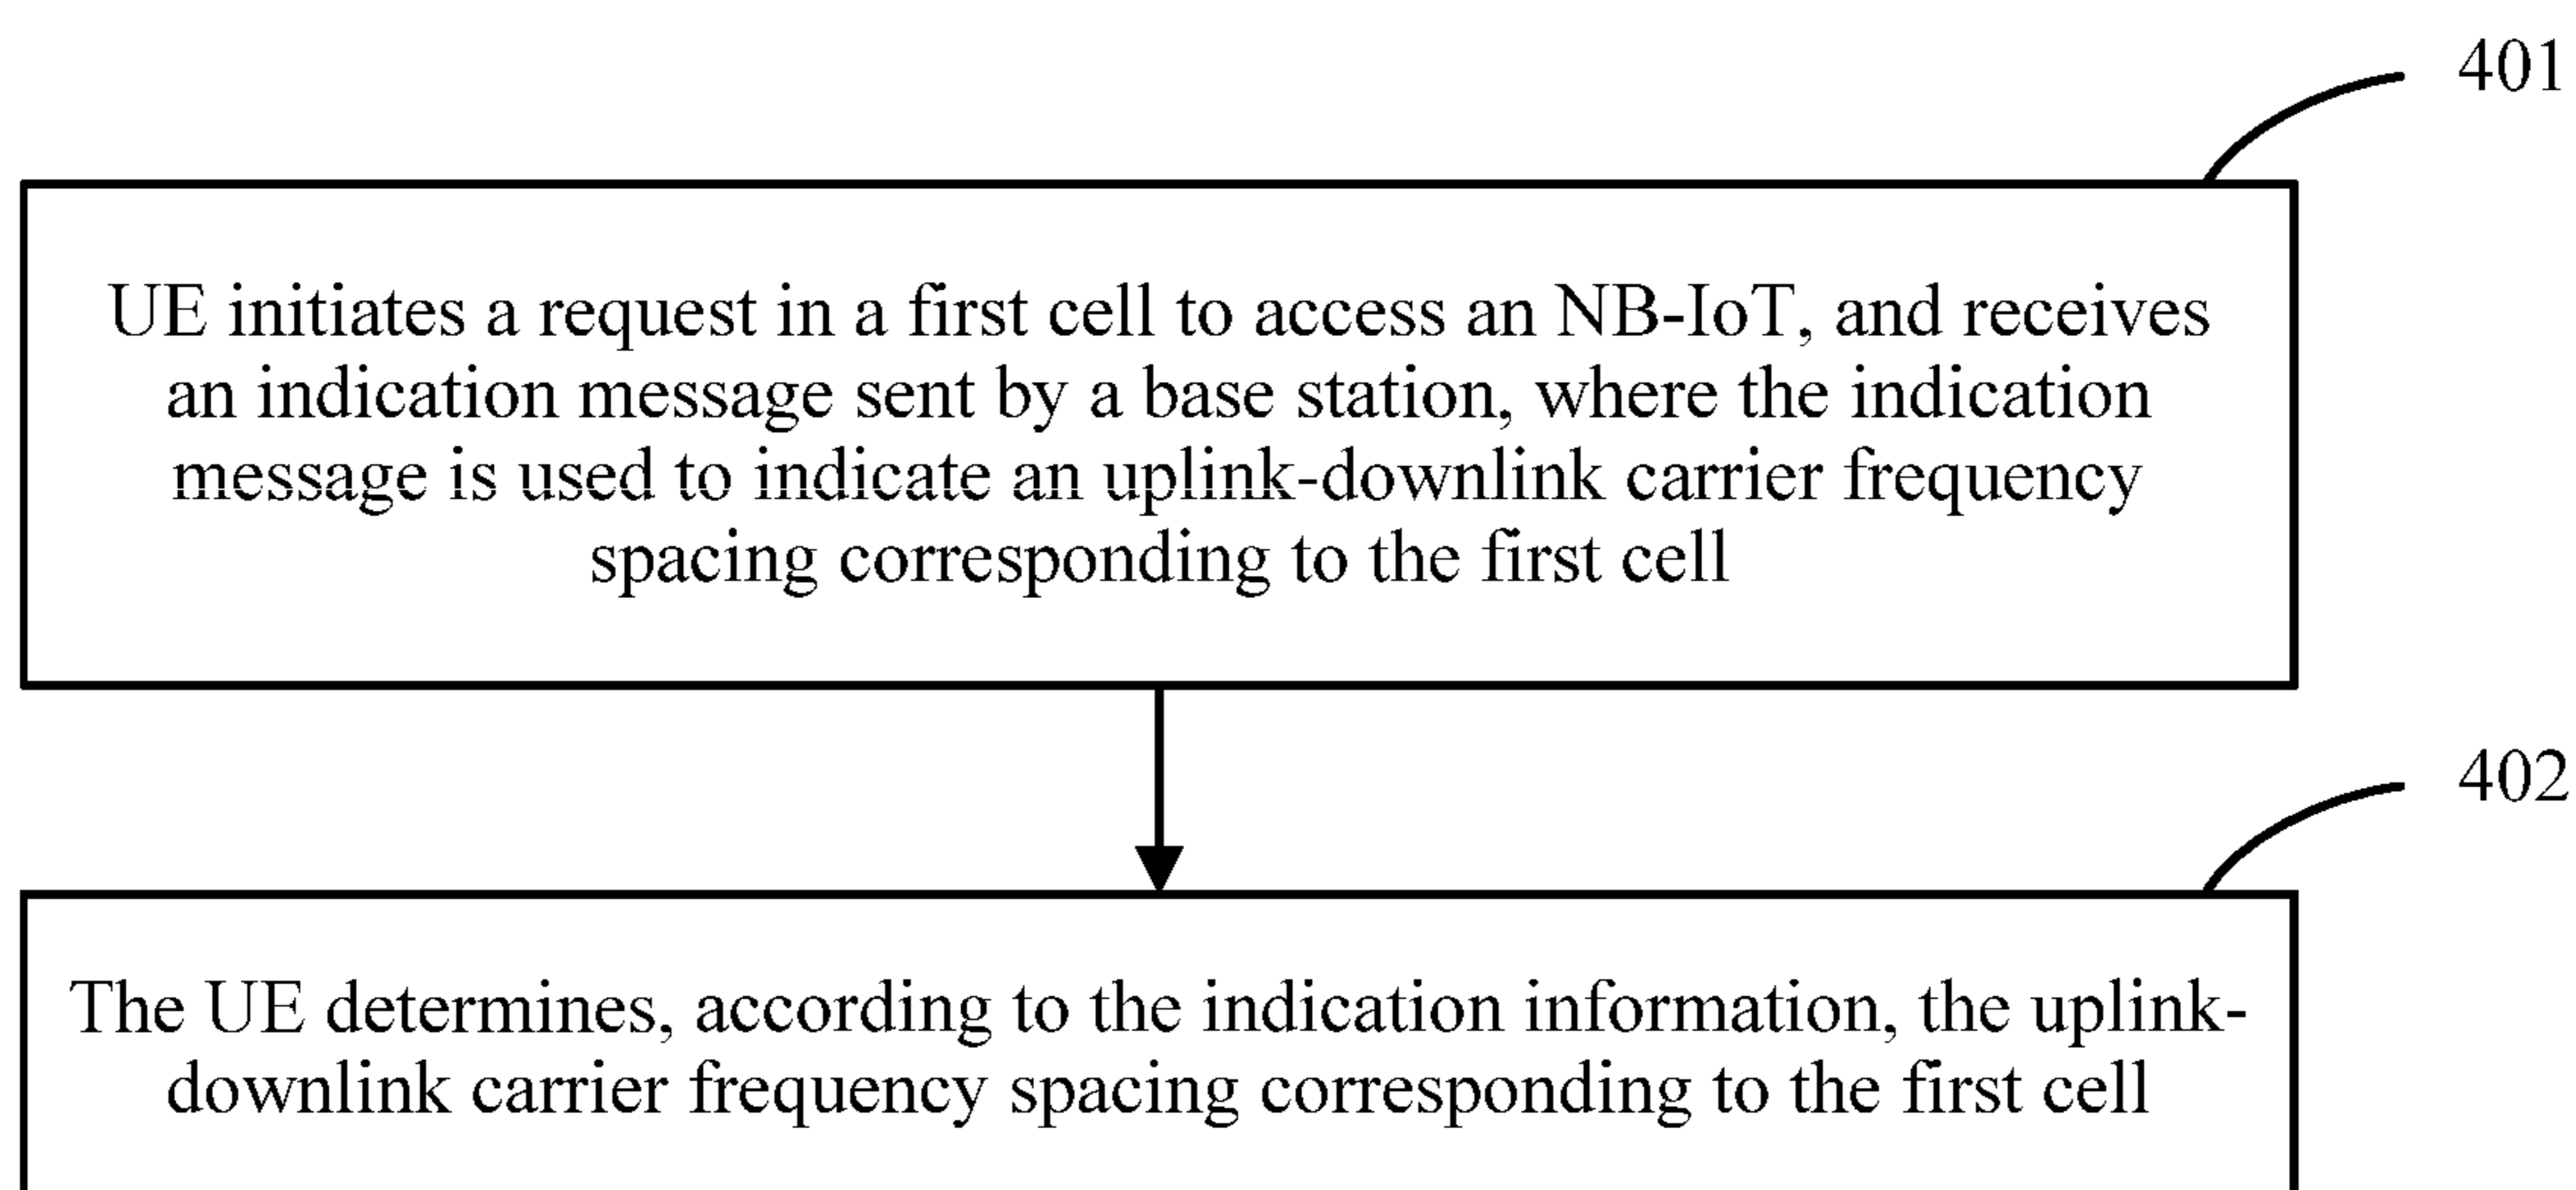 401
UE initiates a request in a first cell to access an NB-IoT, and receives
an indication message sent by a base station, where the indication
message is used to indicate an uplink-downlink carrier frequency
spacing corresponding to the first cell
402
The UE determines, according to the indication information, the uplink-
downlink carrier frequency spacing corresponding to the first cell